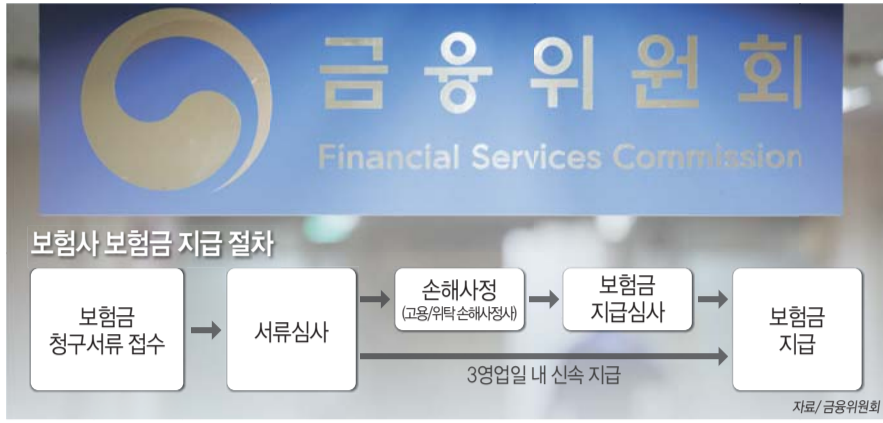 금융위원회
Financial Services Commission
보험사 보험금 지급 절차
보험금
청구서류 접수
서류심사
손해사정
(고용/위탁 손해사정사)
보험금
지급심사
3영업일 내 신속 지급
보험금
지급
자료/금융위원회